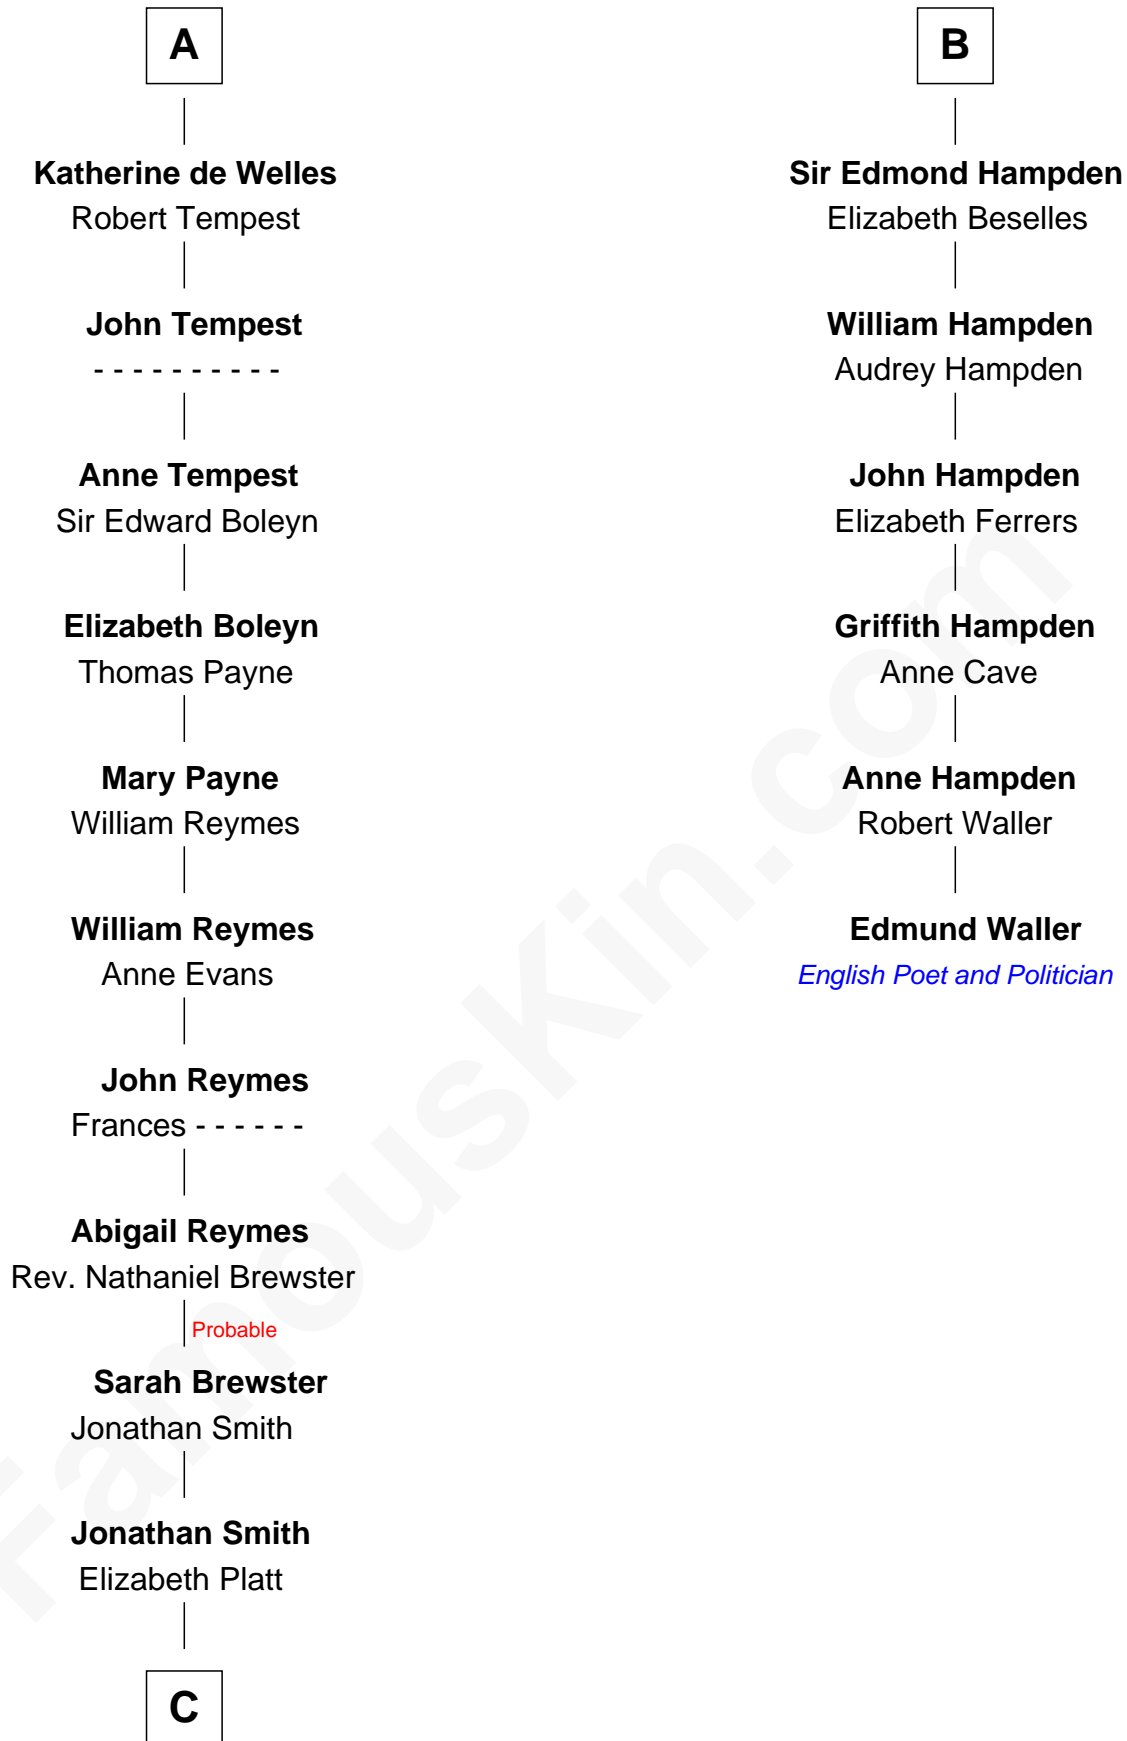 A
Katherine de Welles
Robert Tempest
John Tempest
- - - - - - - - - -
Anne Tempest
Sir Edward Boleyn
Elizabeth Boleyn
Thomas Payne
Mary Payne
William Reymes
William Reymes
Anne Evans
John Reymes
Frances - - - - - -
Abigail Reymes
Rev. Nathaniel Brewster
Probable
Sarah Brewster
Jonathan Smith
Jonathan Smith
Elizabeth Platt
C
B
Sir Edmond Hampden
Elizabeth Beselles
William Hampden
Audrey Hampden
John Hampden
Elizabeth Ferrers
Griffith Hampden
Anne Cave
Anne Hampden
Robert Waller
Edmund Waller
English Poet and Politician
FamousKin.com